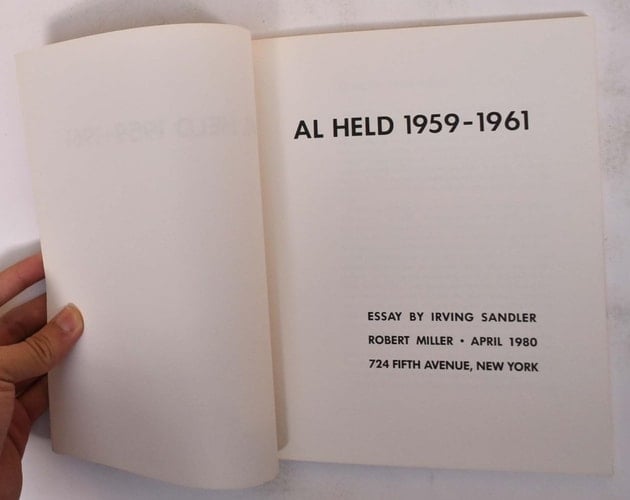 AL HELD 1959-1961
ESSAY BY IRVING SANDLER
ROBERT MILLER • APRIL 1980
724 FIFTH AVENUE, NEW YORK